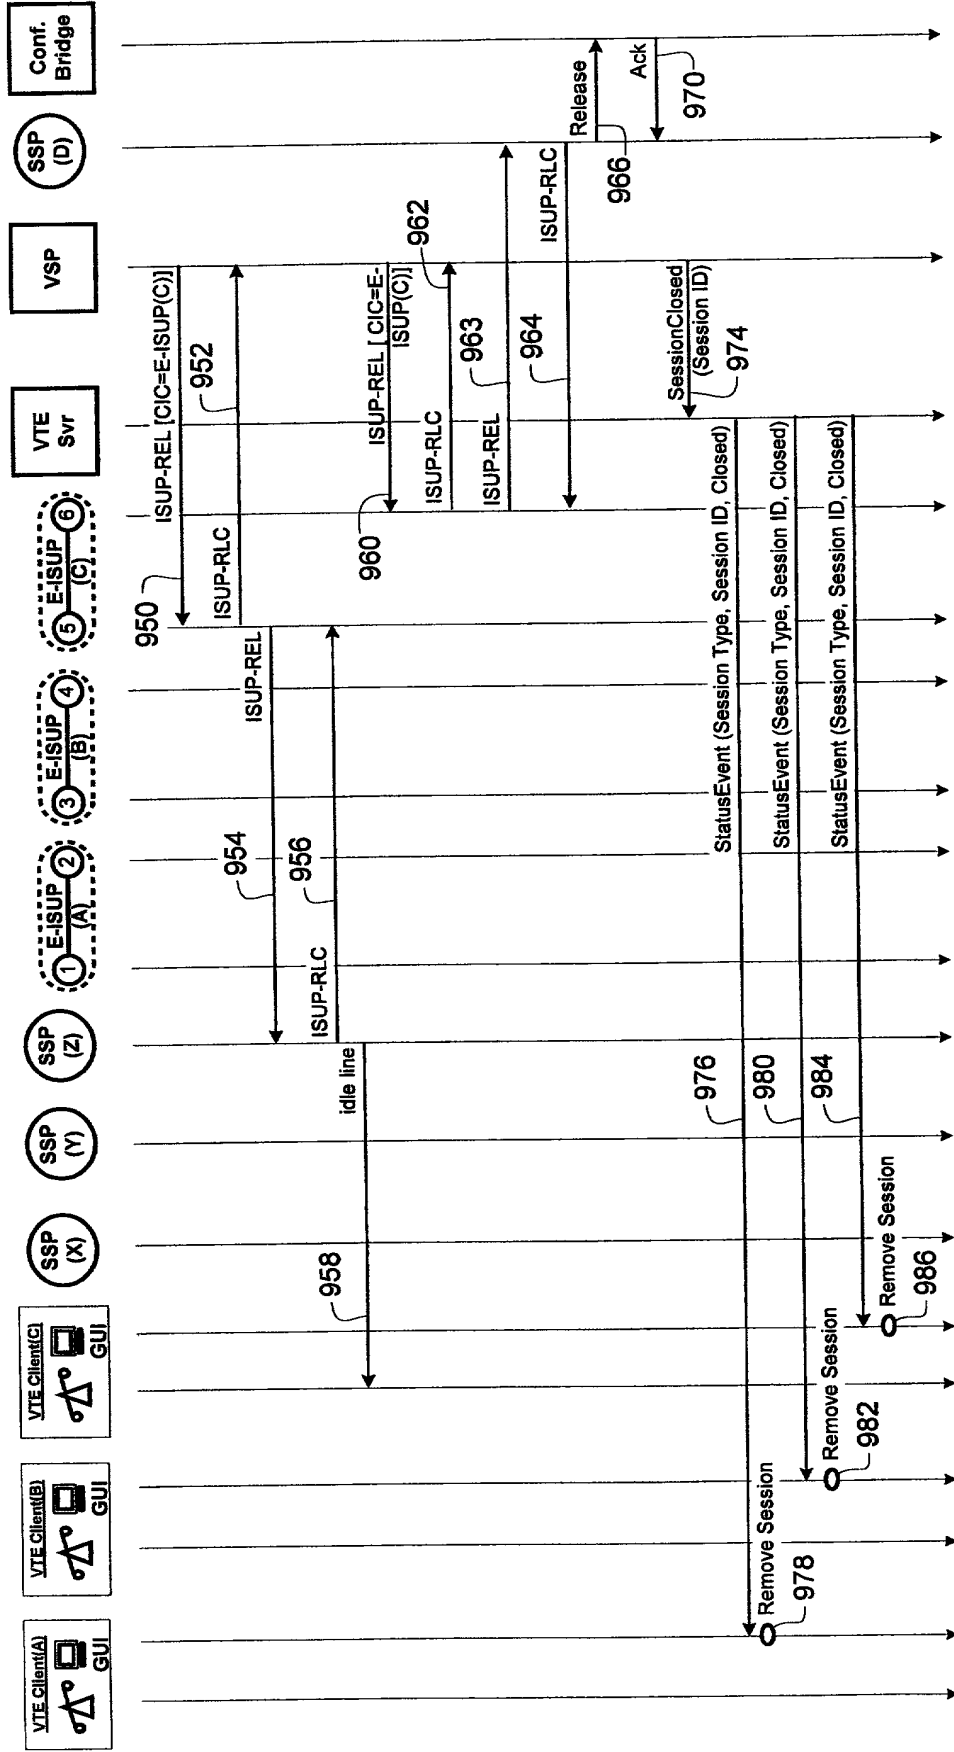 VTE Client(A)
GUI
VTE Client(B)
GUI
VTE Client(C)
GUI
SSP
(X)
SSP
(Y)
SSP
(Z)
1
E-ISUP
(A)
2
3
E-ISUP
(B)
4
5
E-ISUP
(C)
6
VTE
Svr
VSP
SSP
(D)
Conf.
Bridge
950
ISUP-REL [CIC=E-ISUP(C)]
ISUP-RLC
952
ISUP-REL
954
ISUP-RLC
956
idle line
958
ISUP-REL [ CIC=E-
ISUP(C)]
960
ISUP-RLC
962
ISUP-REL
963
ISUP-RLC
964
Release
966
Ack
970
SessionClosed
(Session ID)
974
StatusEvent (Session Type, Session ID, Closed)
976
Remove Session
978
StatusEvent (Session Type, Session ID, Closed)
980
Remove Session
982
StatusEvent (Session Type, Session ID, Closed)
984
Remove Session
986